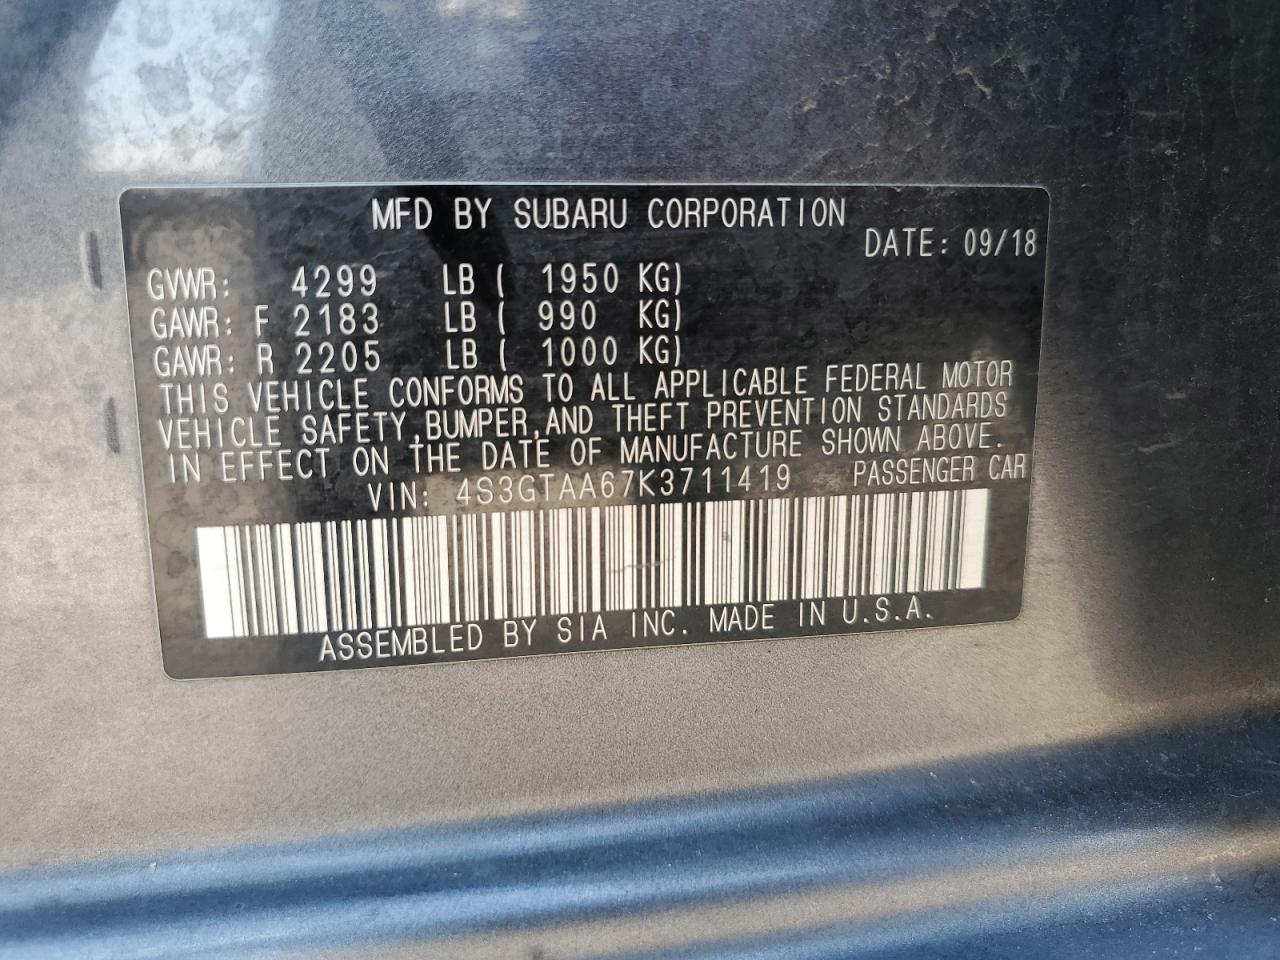 MFD BY SUBARU CORPORATION
DATE: 09/18
GVWR: 4299 LB ( 1950 KG)
GAWR: F 2183 LB ( 990 KG)
GAWR: R 2205 LB ( 1000 KG)
THIS VEHICLE CONFORMS TO ALL APPLICABLE FEDERAL MOTOR
VEHICLE SAFETY,BUMPER,AND THEFT PREVENTION STANDARDS
IN EFFECT ON THE DATE OF MANUFACTURE SHOWN ABOVE.
VIN: 4S3GTAA67K3711419 PASSENGER CAR
ASSEMBLED BY SIA INC. MADE IN U.S.A.